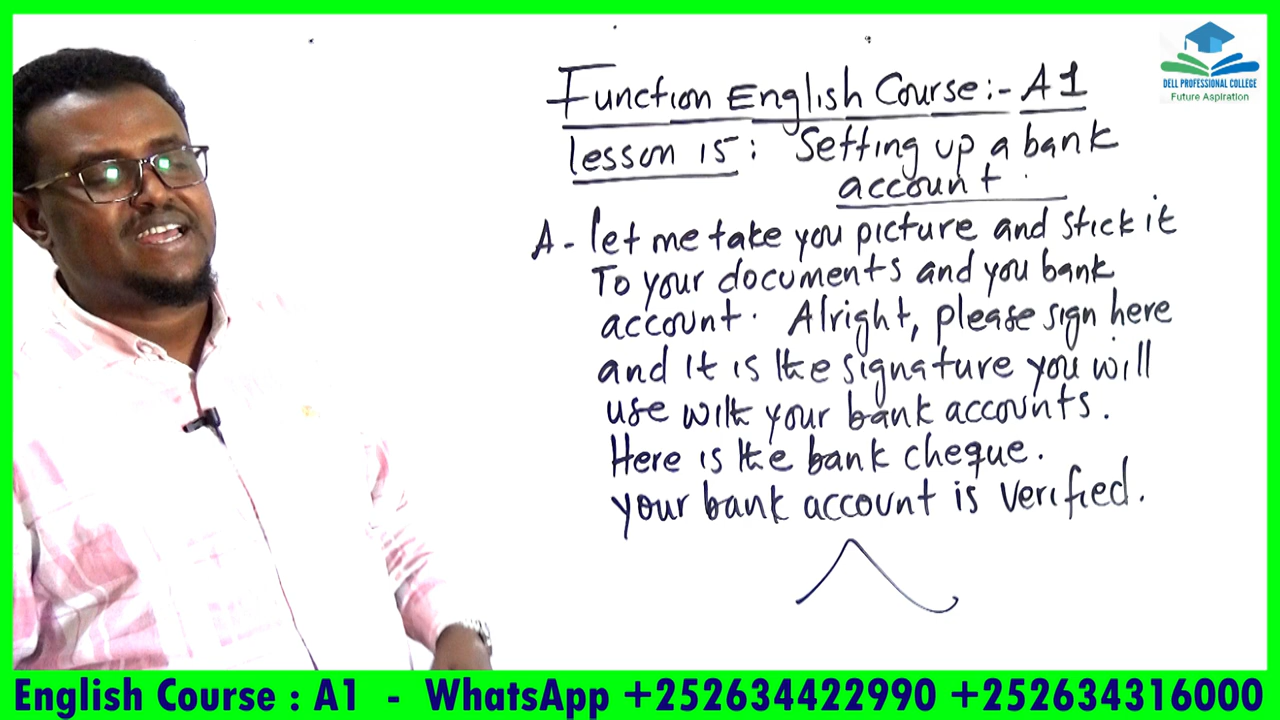 DELL PROFESSIONAL COLLEGE
Future Aspiration
Function English Course:- A1
lesson 15: Setting up a bank
account.
A- let me take you picture and stick it
To your documents and you bank
account. Alright, please sign here
and it is the signature you will
use with your bank accounts.
Here is the bank cheque.
your bank account is verified.
English Course : A1 - WhatsApp +252634422990 +252634316000